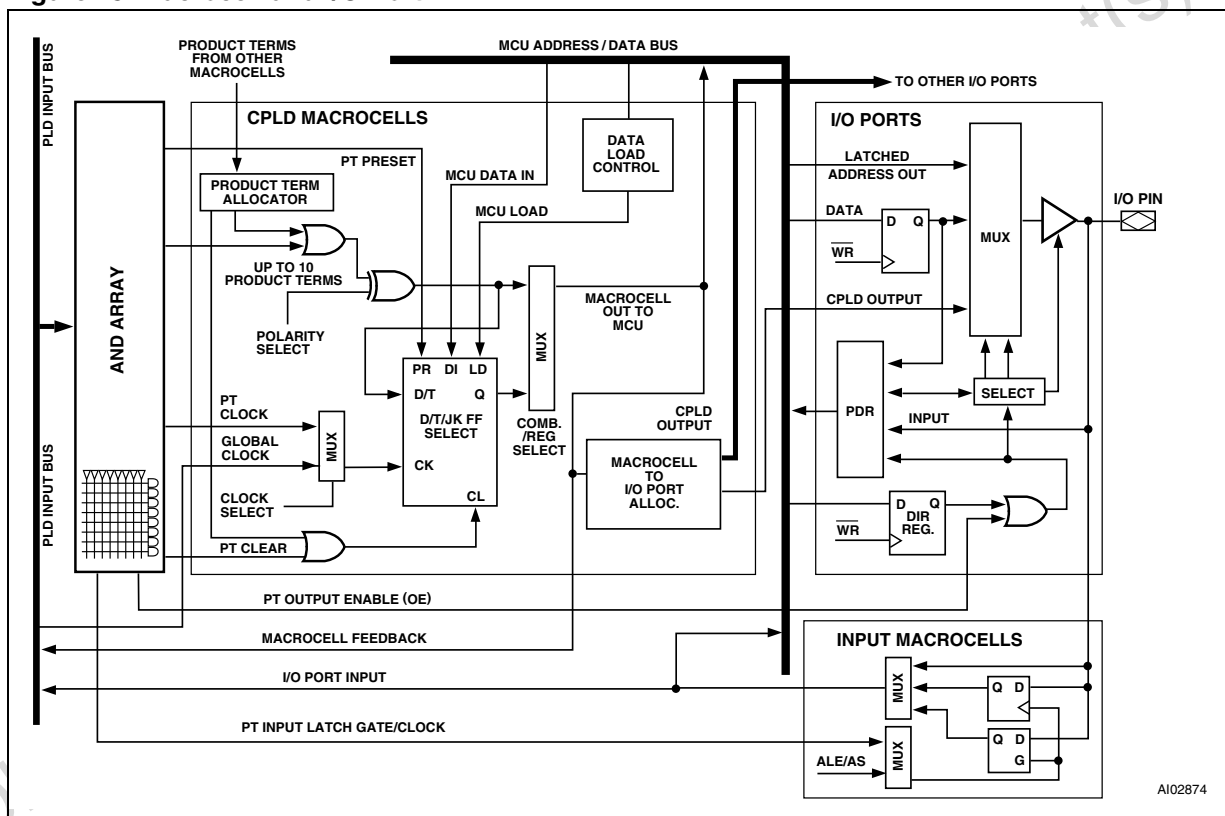 PLD INPUT BUS
PLD INPUT BUS
AND ARRAY
PRODUCT TERMS
FROM OTHER
MACROCELLS
MCU ADDRESS / DATA BUS
TO OTHER I/O PORTS
CPLD MACROCELLS
PT PRESET
PRODUCT TERM
ALLOCATOR
MCU DATA IN
MCU LOAD
DATA
LOAD
CONTROL
UP TO 10
PRODUCT TERMS
POLARITY
SELECT
PR DI LD
D/T Q
D/T/JK FF
SELECT
CK
CL
MUX
COMB.
/REG
SELECT
MACROCELL
OUT TO
MCU
PT
CLOCK
GLOBAL
CLOCK
MUX
CLOCK
SELECT
PT CLEAR
CPLD
OUTPUT
MACROCELL
TO
I/O PORT
ALLOC.
I/O PORTS
LATCHED
ADDRESS OUT
DATA
D Q
WR
MUX
I/O PIN
CPLD OUTPUT
PDR
SELECT
INPUT
D Q
DIR
REG.
WR
PT OUTPUT ENABLE (OE)
MACROCELL FEEDBACK
I/O PORT INPUT
PT INPUT LATCH GATE/CLOCK
INPUT MACROCELLS
MUX
Q D
Q D
G
MUX
ALE/AS
AI02874